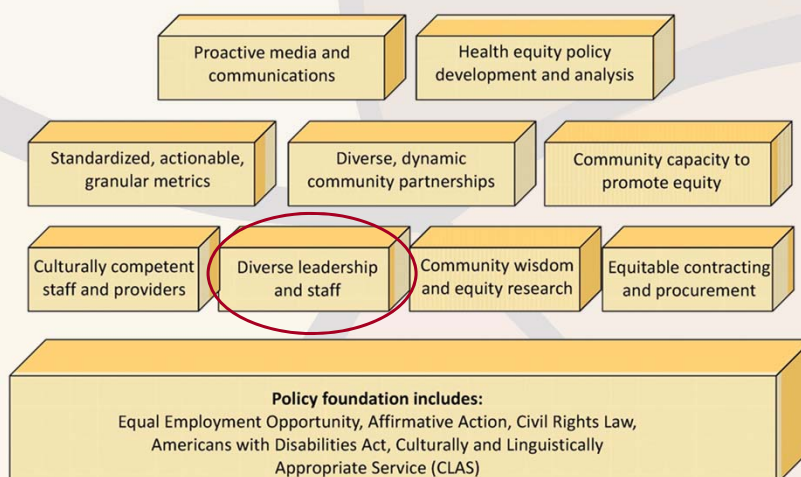 Proactive media and
communications
Health equity policy
development and analysis
Standardized, actionable,
granular metrics
Diverse, dynamic
community partnerships
Community capacity to
promote equity
Culturally competent
staff and providers
Diverse leadership
and staff
Community wisdom
and equity research
Equitable contracting
and procurement
Policy foundation includes:
Equal Employment Opportunity, Affirmative Action, Civil Rights Law,
Americans with Disabilities Act, Culturally and Linguistically
Appropriate Service (CLAS)